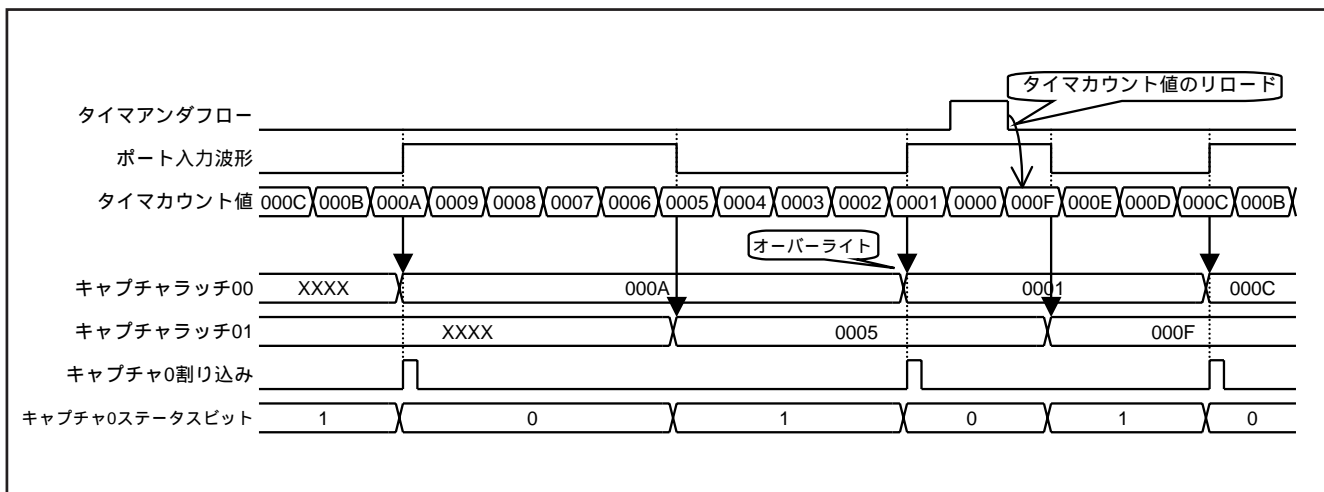 タイマカウント値のリロード
タイマアンダフロー
ポート入力波形
タイマカウント値 000C 000B 000A 0009 0008 0007 0006 0005 0004 0003 0002 0001 0000 000F 000E 000D 000C 000B
オーバーライト
キャプチャラッチ00 XXXX 000A 0001 000C
キャプチャラッチ01 XXXX 0005 000F
キャプチャ0割り込み
キャプチャ0ステータスビット 1 0 1 0 1 0